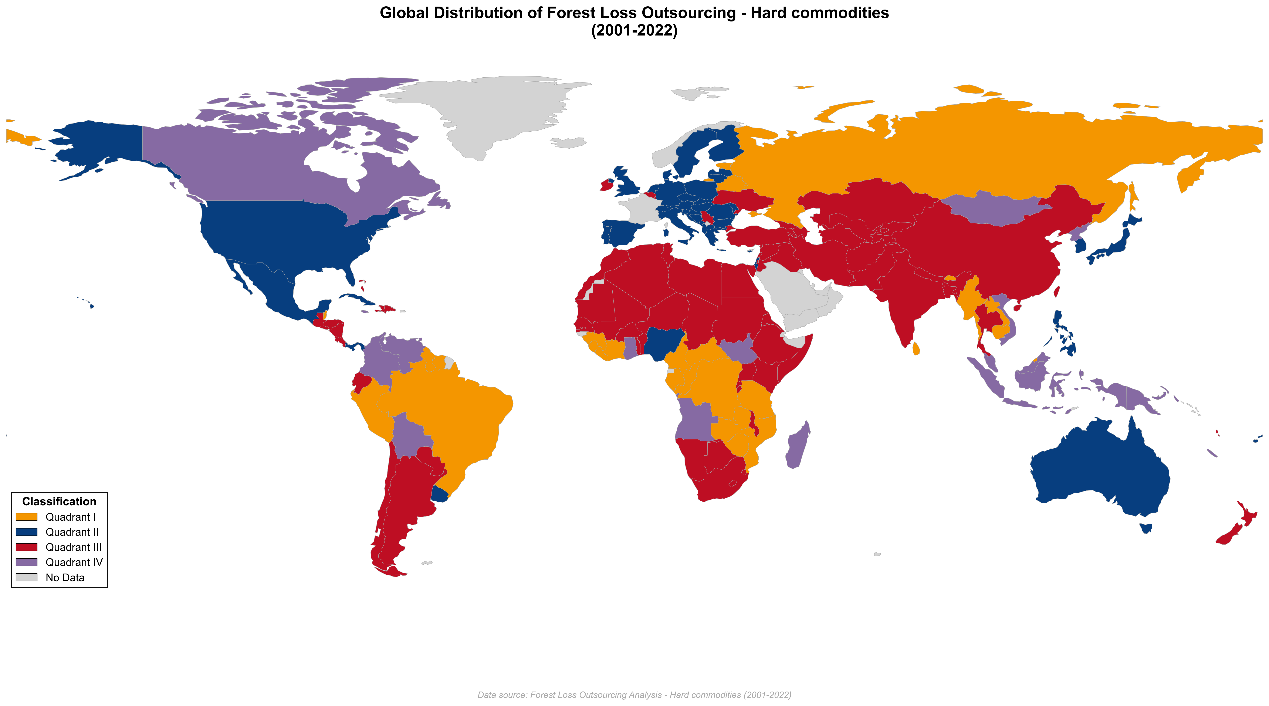 Global Distribution of Forest Loss Outsourcing - Hard commodities
(2001-2022)
Classification
Quadrant I
Quadrant II
Quadrant III
Quadrant IV
No Data
Date source: Forest Loss Outsourcing Analysis - Hard commodities (2001-2022)